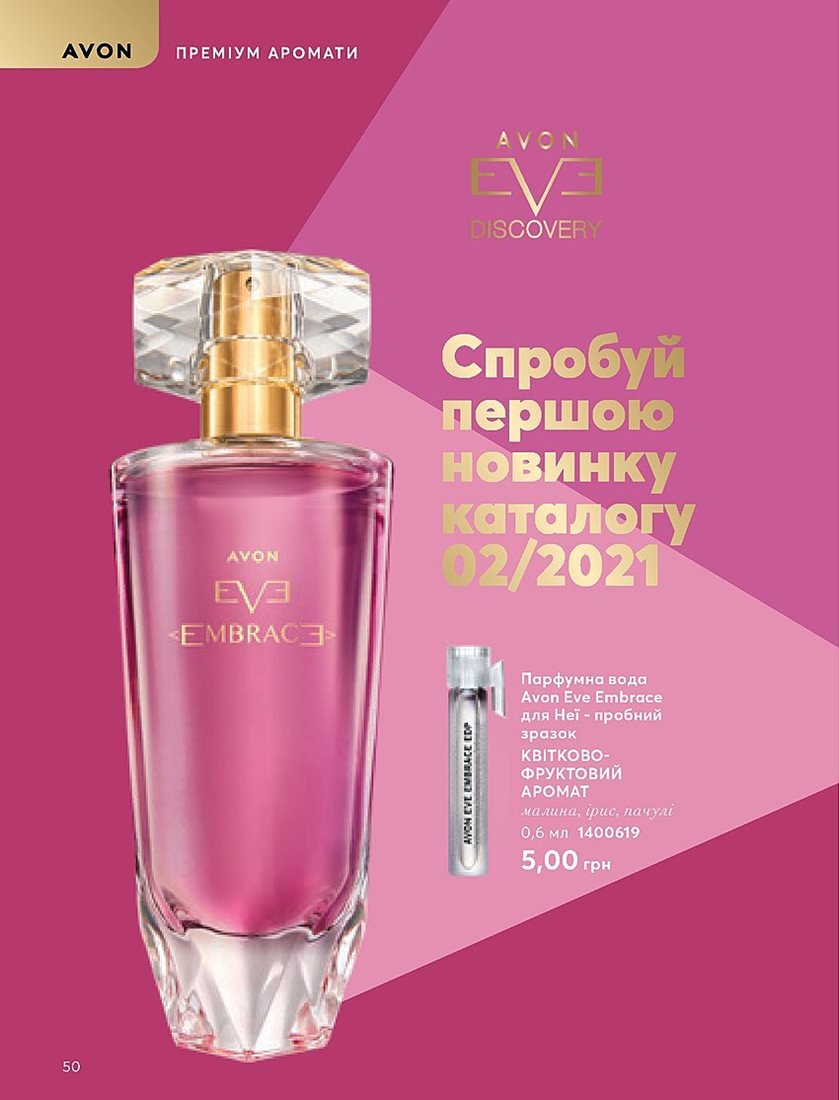 AVON
ПРЕМІУМ АРОМАТИ
AVON
EVE
DISCOVERY
Спробуй
першою
новинку
каталогу
02/2021
AVON
EVE
<EMBRACE>
AVON EVE EMBRACE EDP
Парфумна вода
Avon Eve Embrace
для Неї - пробний
зразок
КВІТКОВО-
ФРУКТОВИЙ
АРОМАТ
малина, ірис, пачулі
0,6 мл 1400619
5,00 грн
50